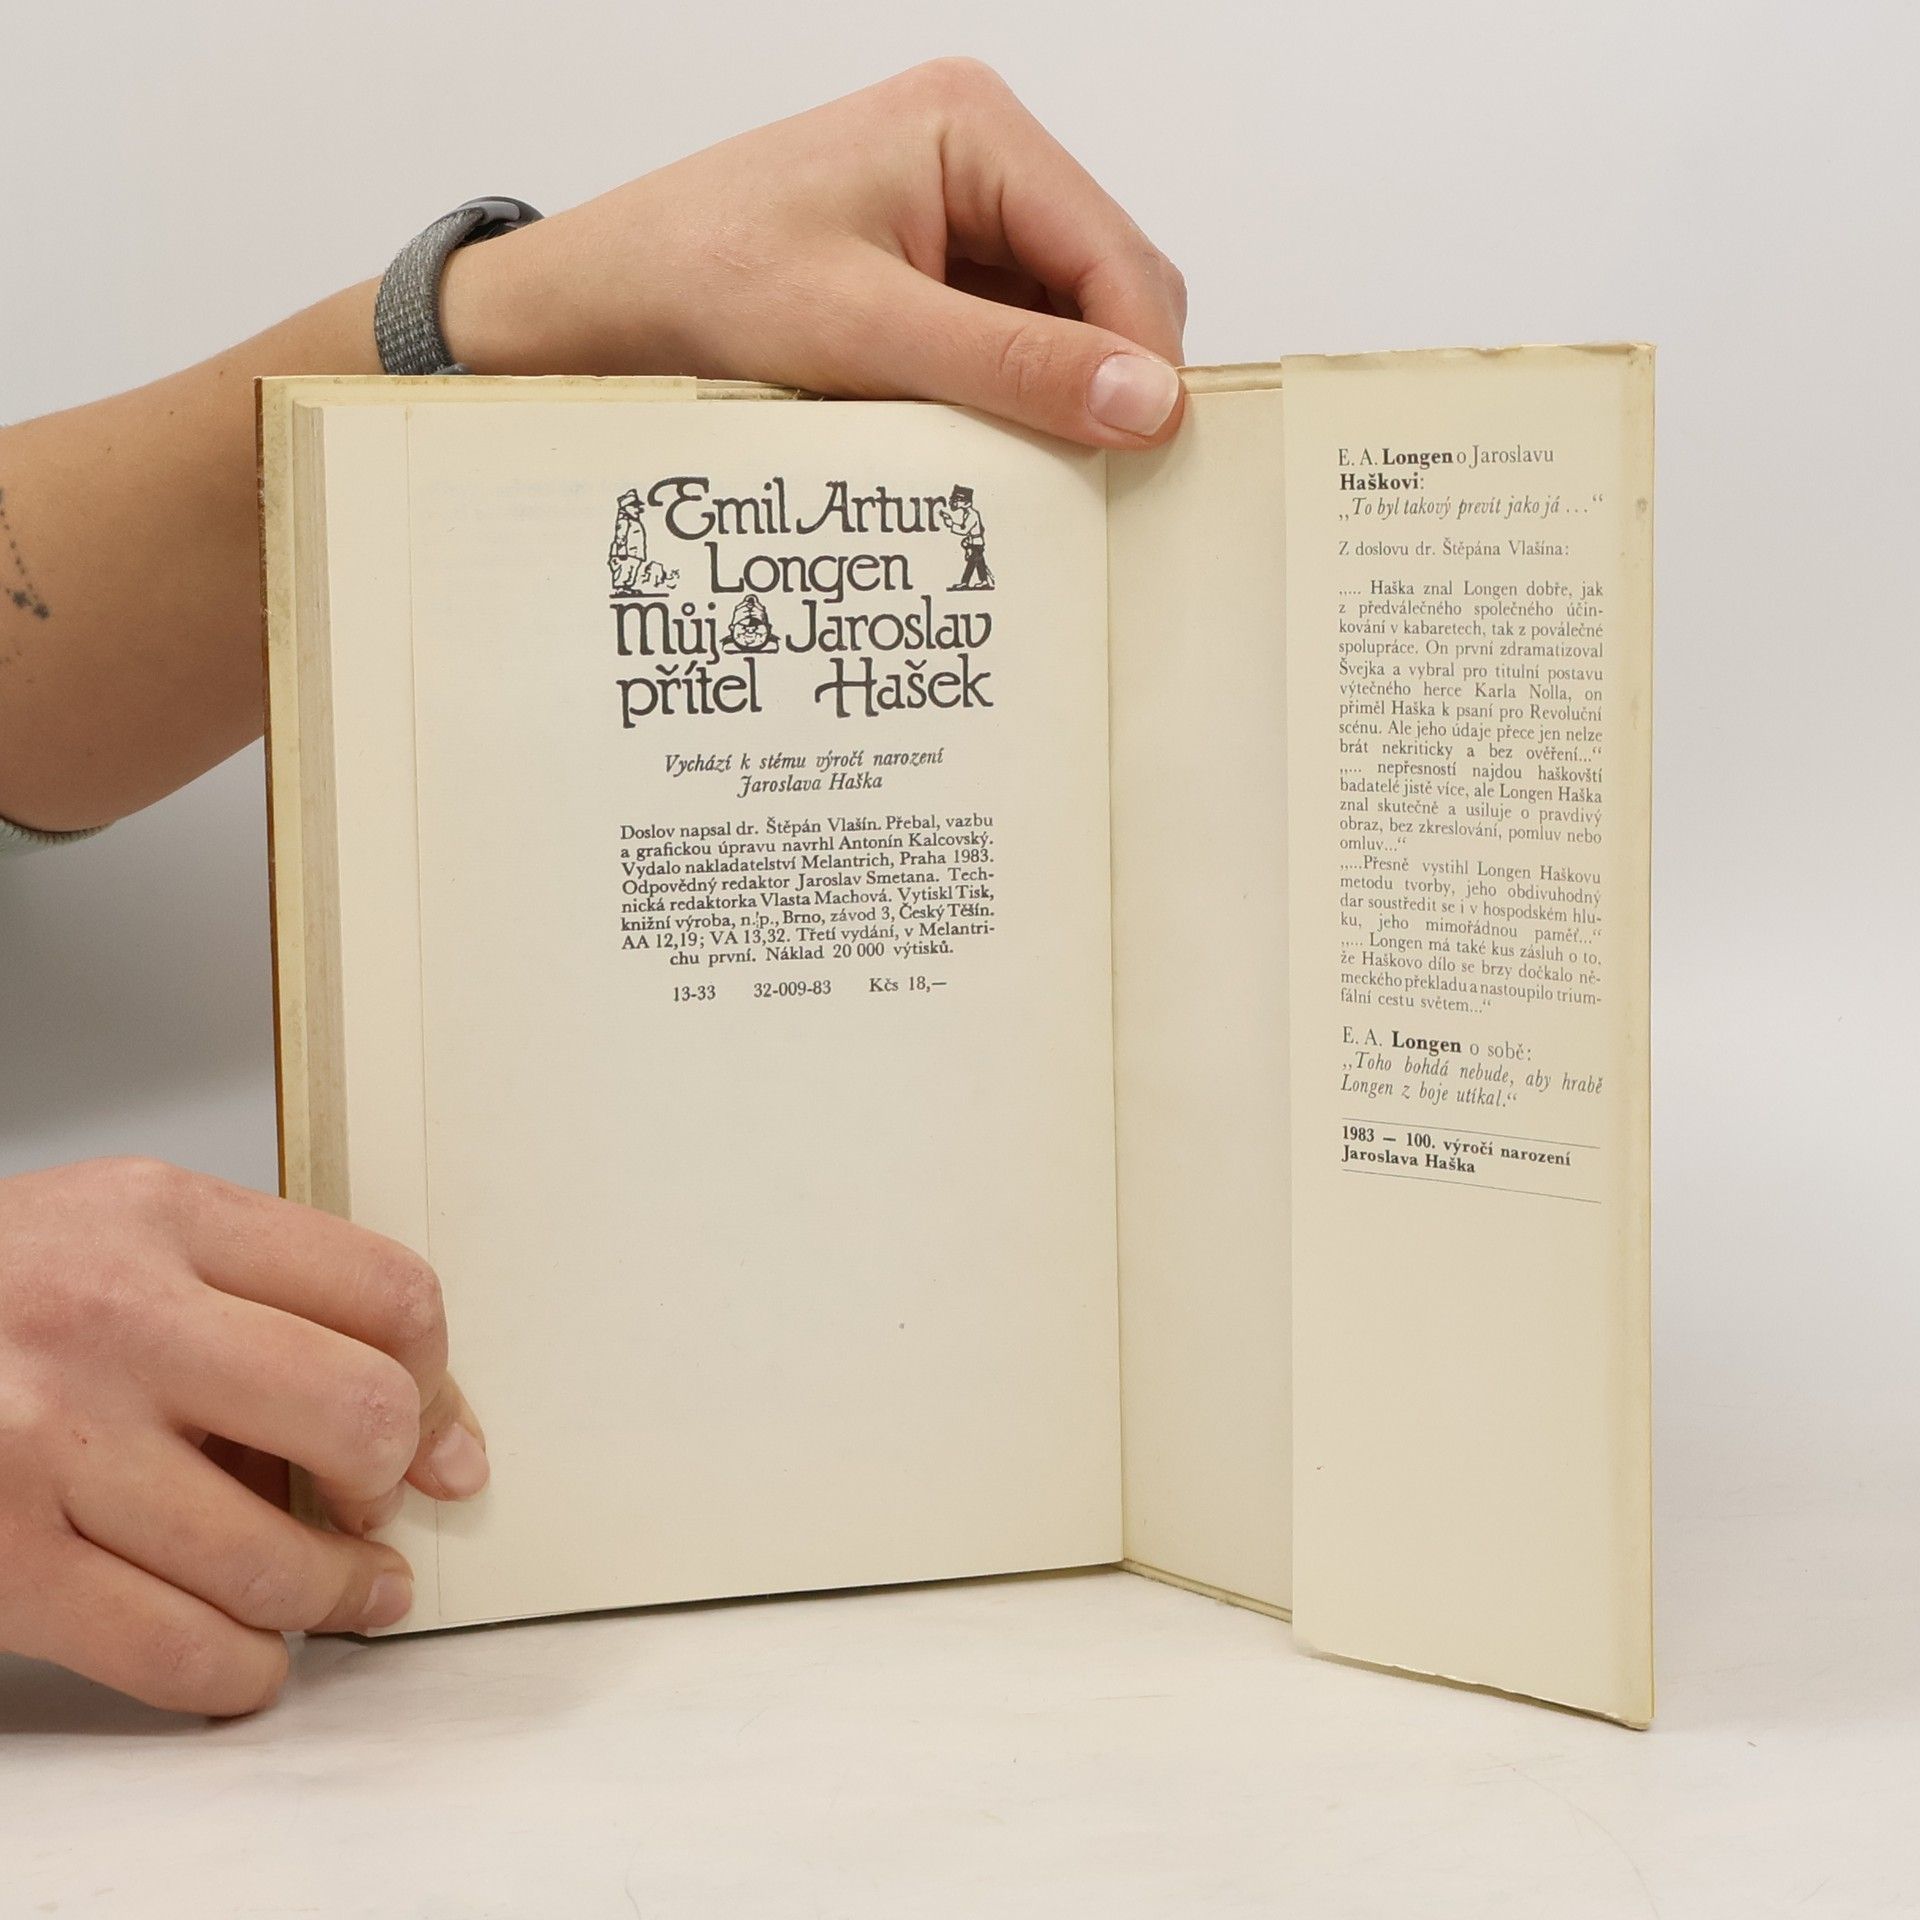 Emil Artur
Longen
Můj Jaroslav
přítel Hašek
Vychází k stému výročí narození
Jaroslava Haška
Doslov napsal dr. Štěpán Vlašín. Přebal, vazbu
a grafickou úpravu navrhl Antonín Kalcovský.
Vydalo nakladatelství Melantrich, Praha 1983.
Odpovědný redaktor Jaroslav Smetana. Tech-
nická redaktorka Vlasta Machová. Vytiskl Tisk,
knižní výroba, n. p., Brno, závod 3, Český Těšín.
AA 12,19; VA 13,32. Třetí vydání, v Melantri-
chu první. Náklad 20 000 výtisků.
13-33 32-009-83 Kčs 18,—
E. A. Longen o Jaroslavu
Haškovi:
„To byl takový prevít jako já ...“
Z doslovu dr. Štěpána Vlašína:
„... Haška znal Longen dobře, jak
z předválečného společného účin-
kování v kabaretech, tak z poválečné
spolupráce. On první zdramatizoval
Švejka a vybral pro titulní postavu
výtečného herce Karla Nolla, on
přiměl Haška k psaní pro Revoluční
scénu. Ale jeho údaje přece jen nelze
brát nekriticky a bez ověření...“
„... nepřesností najdou haškovští
badatelé jistě více, ale Longen Haška
znal skutečně a usiluje o pravdivý
obraz, bez zkreslování, pomluv nebo
omluv...“
„...Přesně vystihl Longen Haškovu
metodu tvorby, jeho obdivuhodný
dar soustředit se i v hospodském hlu-
ku, jeho mimořádnou paměť...“
„... Longen má také kus zásluh o to,
že Haškovo dílo se brzy dočkalo ně-
meckého překladu a nastoupilo trium-
fální cestu světem...“
E. A. Longen o sobě:
„Toho bohdá nebude, aby hrabě
Longen z boje utíkal.“
1983 — 100. výročí narození
Jaroslava Haška